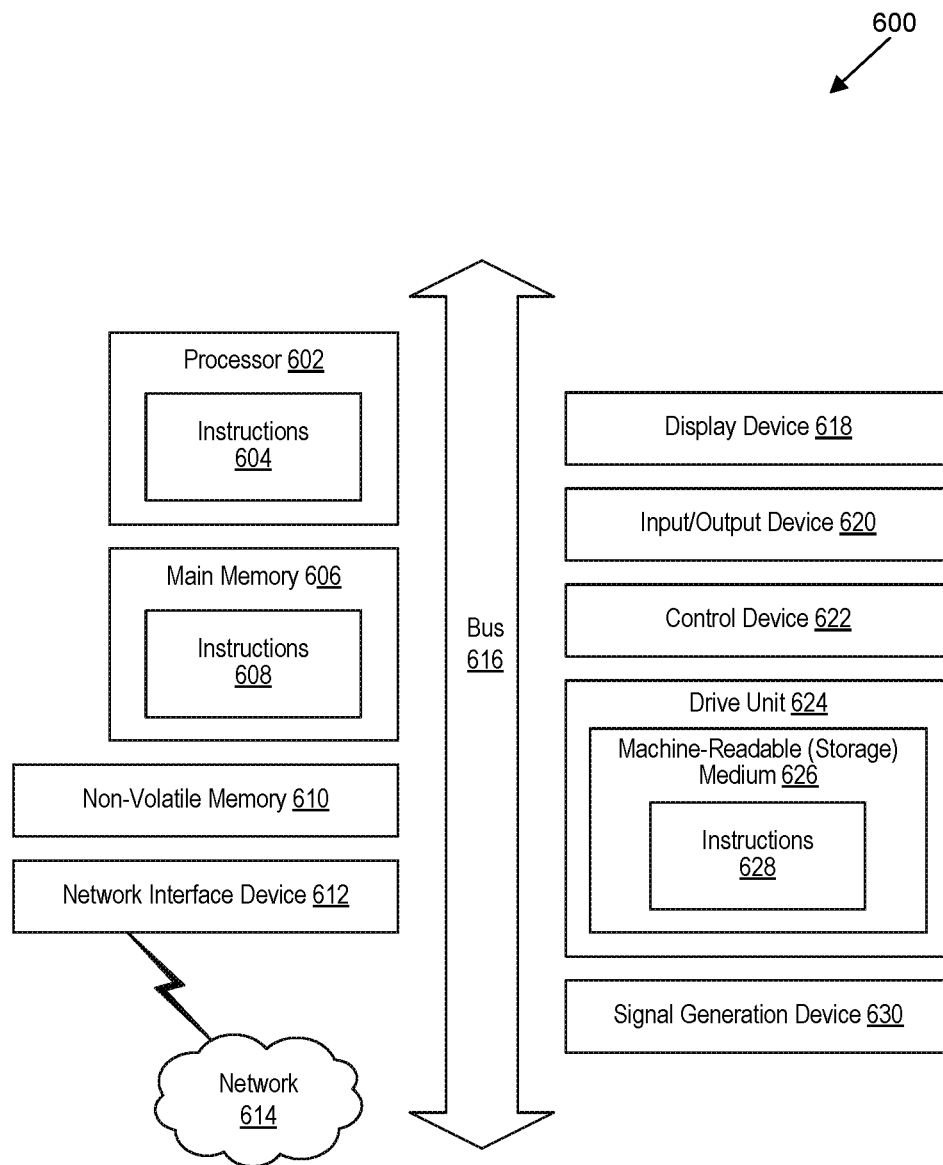 600
Processor 602
Instructions
604
Main Memory 606
Instructions
608
Non-Volatile Memory 610
Network Interface Device 612
Network
614
Bus
616
Display Device 618
Input/Output Device 620
Control Device 622
Drive Unit 624
Machine-Readable (Storage)
Medium 626
Instructions
628
Signal Generation Device 630